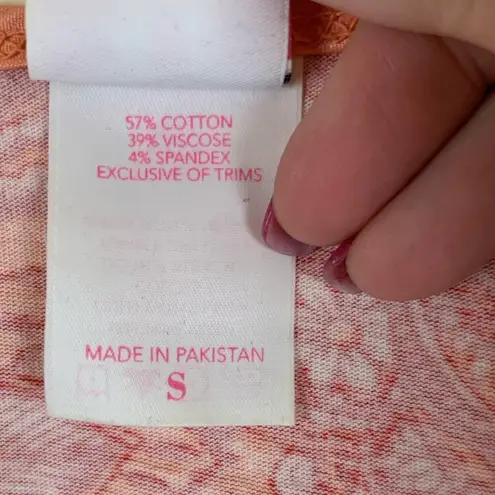 57% COTTON
39% VISCOSE
4% SPANDEX
EXCLUSIVE OF TRIMS
MADE IN PAKISTAN
S